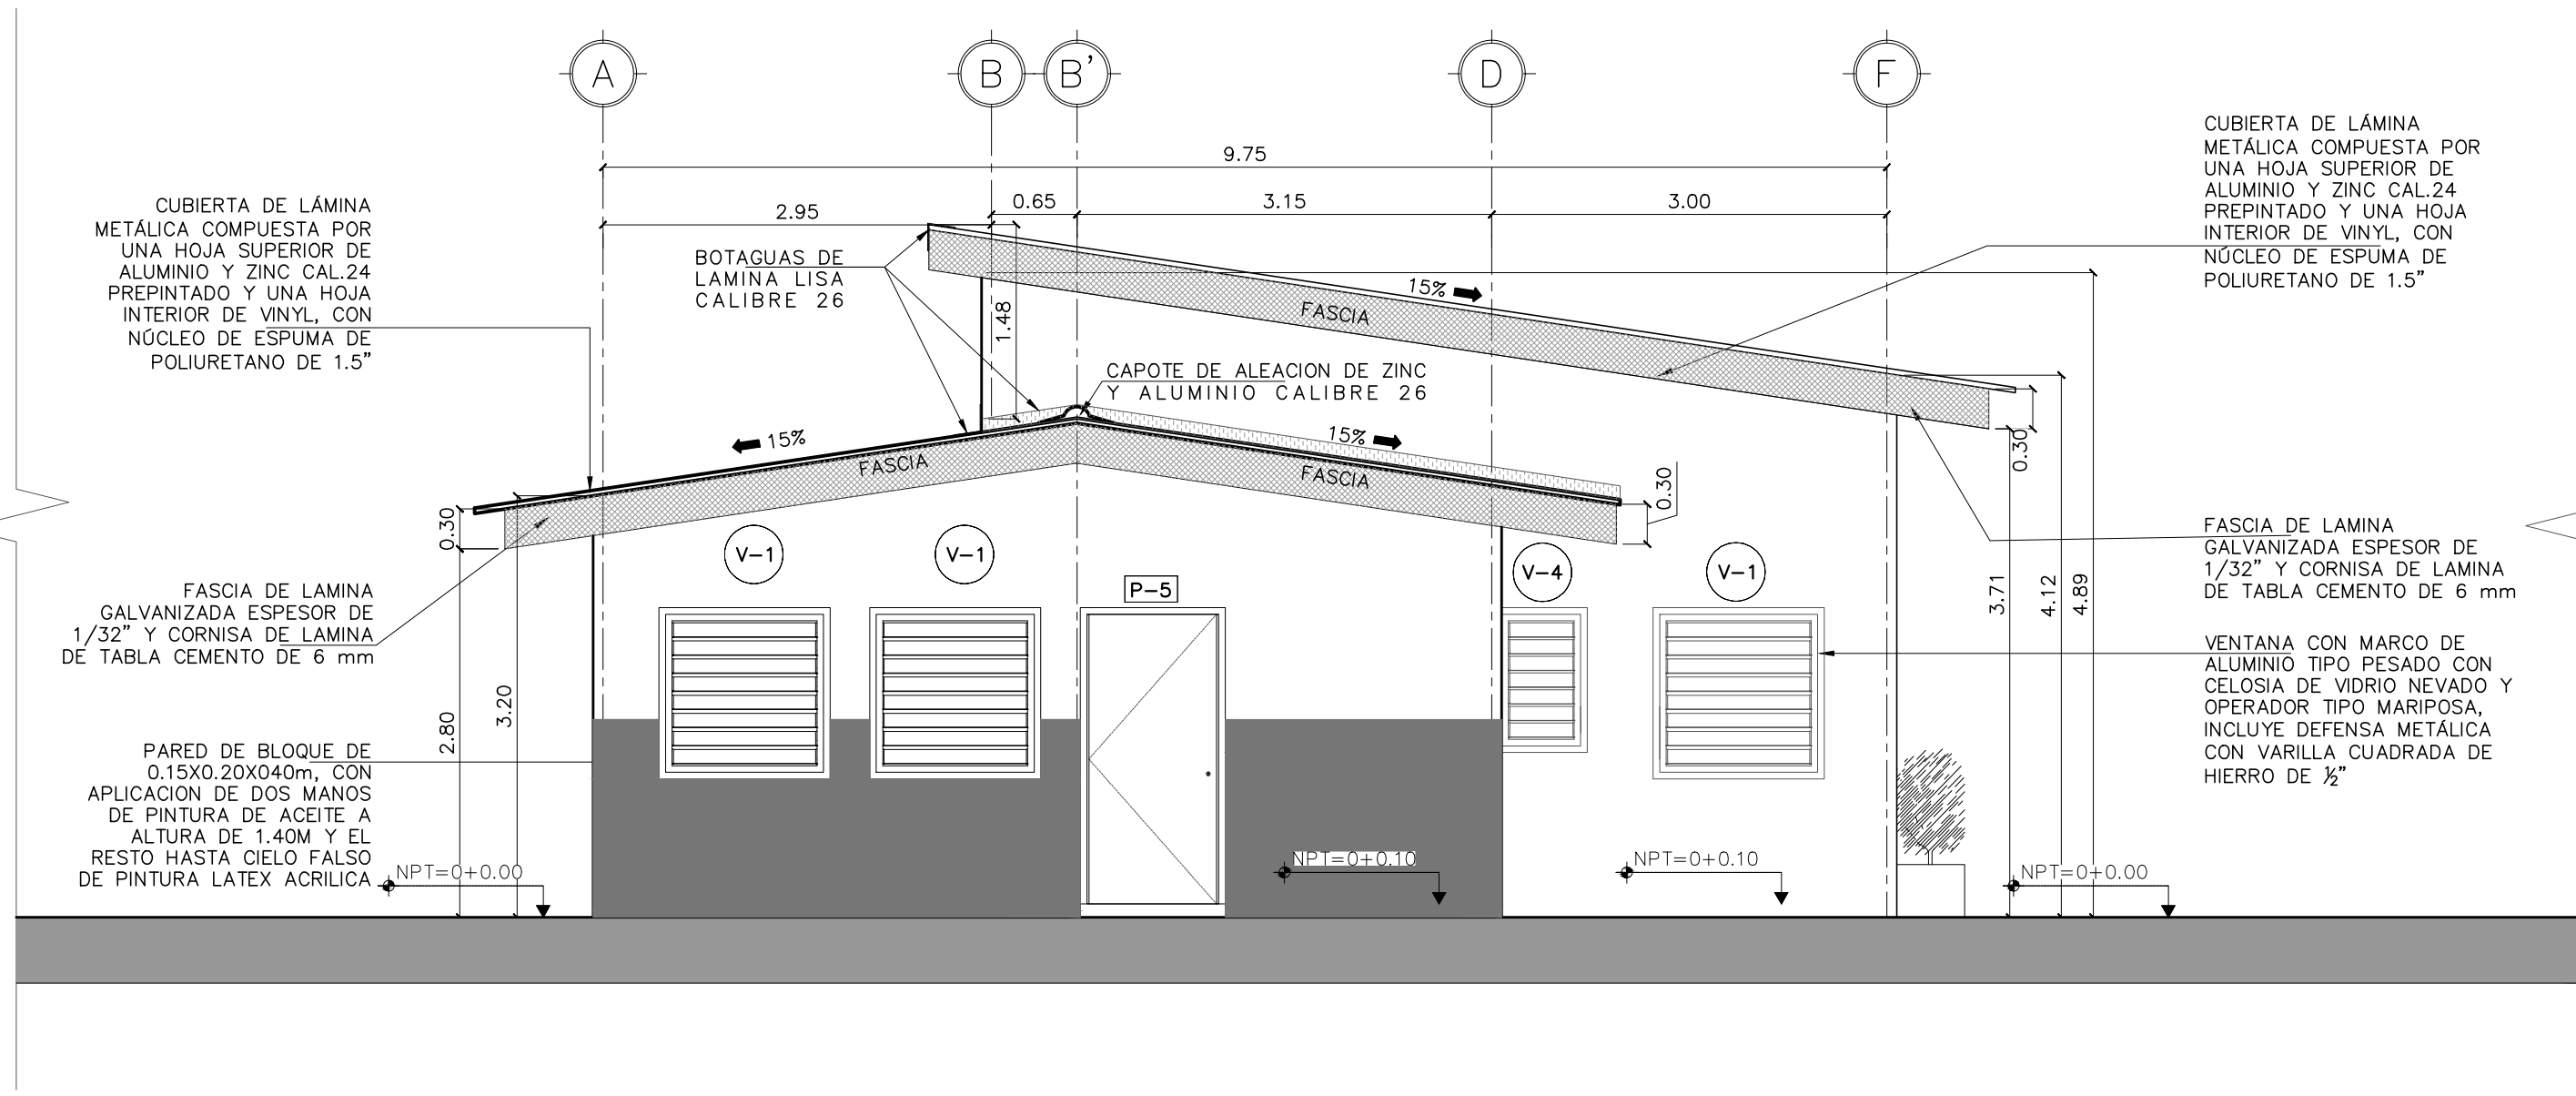 A
B
B'
D
F
9.75
2.95
0.65
3.15
3.00
CUBIERTA DE LÁMINA
METÁLICA COMPUESTA POR
UNA HOJA SUPERIOR DE
ALUMINIO Y ZINC CAL.24
PREPINTADO Y UNA HOJA
INTERIOR DE VINYL, CON
NÚCLEO DE ESPUMA DE
POLIURETANO DE 1.5"
BOTAGUAS DE
LAMINA LISA
CALIBRE 26
1.48
15%
FASCIA
CUBIERTA DE LÁMINA
METÁLICA COMPUESTA POR
UNA HOJA SUPERIOR DE
ALUMINIO Y ZINC CAL.24
PREPINTADO Y UNA HOJA
INTERIOR DE VINYL, CON
NÚCLEO DE ESPUMA DE
POLIURETANO DE 1.5"
CAPOTE DE ALEACION DE ZINC
Y ALUMINIO CALIBRE 26
15%
FASCIA
15%
FASCIA
0.30
0.30
0.30
V-1
V-1
P-5
V-4
V-1
FASCIA DE LAMINA
GALVANIZADA ESPESOR DE
1/32" Y CORNISA DE LAMINA
DE TABLA CEMENTO DE 6 mm
2.80
3.20
3.71
4.12
4.89
FASCIA DE LAMINA
GALVANIZADA ESPESOR DE
1/32" Y CORNISA DE LAMINA
DE TABLA CEMENTO DE 6 mm
VENTANA CON MARCO DE
ALUMINIO TIPO PESADO CON
CELOSIA DE VIDRIO NEVADO Y
OPERADOR TIPO MARIPOSA,
INCLUYE DEFENSA METÁLICA
CON VARILLA CUADRADA DE
HIERRO DE ½"
PARED DE BLOQUE DE
0.15X0.20X040m, CON
APLICACION DE DOS MANOS
DE PINTURA DE ACEITE A
ALTURA DE 1.40M Y EL
RESTO HASTA CIELO FALSO
DE PINTURA LATEX ACRILICA
NPT=0+0.00
NPT=0+0.10
NPT=0+0.10
NPT=0+0.00